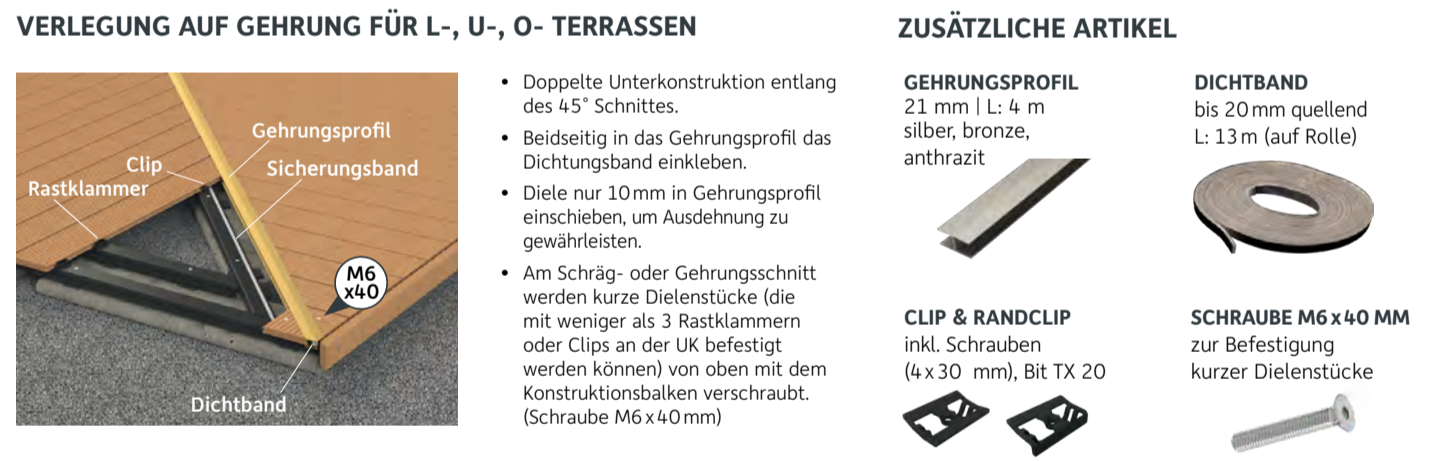 VERLEGUNG AUF GEHRUNG FÜR L-, U-, O- TERRASSEN
Gehrungsprofil
Clip
Sicherungsband
Rastklammer
M6
x40
Dichtband
• Doppelte Unterkonstruktion entlang
des 45° Schnittes.
• Beidseitig in das Gehrungsprofil das
Dichtungsband einkleben.
• Diele nur 10 mm in Gehrungsprofil
einschieben, um Ausdehnung zu
gewährleisten.
• Am Schräg- oder Gehrungsschnitt
werden kurze Dielenstücke (die
mit weniger als 3 Rastklammern
oder Clips an der UK befestigt
werden können) von oben mit dem
Konstruktionsbalken verschraubt.
(Schraube M6 x 40 mm)
ZUSÄTZLICHE ARTIKEL
GEHRUNGSPROFIL
21 mm | L: 4 m
silber, bronze,
anthrazit
DICHTBAND
bis 20 mm quellend
L: 13 m (auf Rolle)
CLIP & RANDCLIP
inkl. Schrauben
(4 x 30 mm), Bit TX 20
SCHRAUBE M6 x 40 MM
zur Befestigung
kurzer Dielenstücke